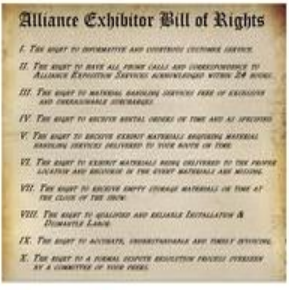 Alliance Exhibitor Bill of Rights
I. The right to informative and courteous customer service.
II. The right to have all phone calls and correspondence to
Alliance Exposition Services acknowledged within 24 hours.
III. The right to material handling services free of excessive
and unreasonable surcharges.
IV. The right to receive rental orders on time and as specified.
V. The right to receive exhibit materials requiring material
handling services delivered to your booth on time.
VI. The right to exhibit materials being delivered to the proper
location and recourse in the event materials are missing.
VII. The right to receive empty storage materials on time at
the close of the show.
VIII. The right to qualified and reliable Installation &
Dismantle Labor.
IX. The right to accurate, understandable and timely invoicing.
X. The right to a formal dispute resolution process overseen
by a committee of your peers.